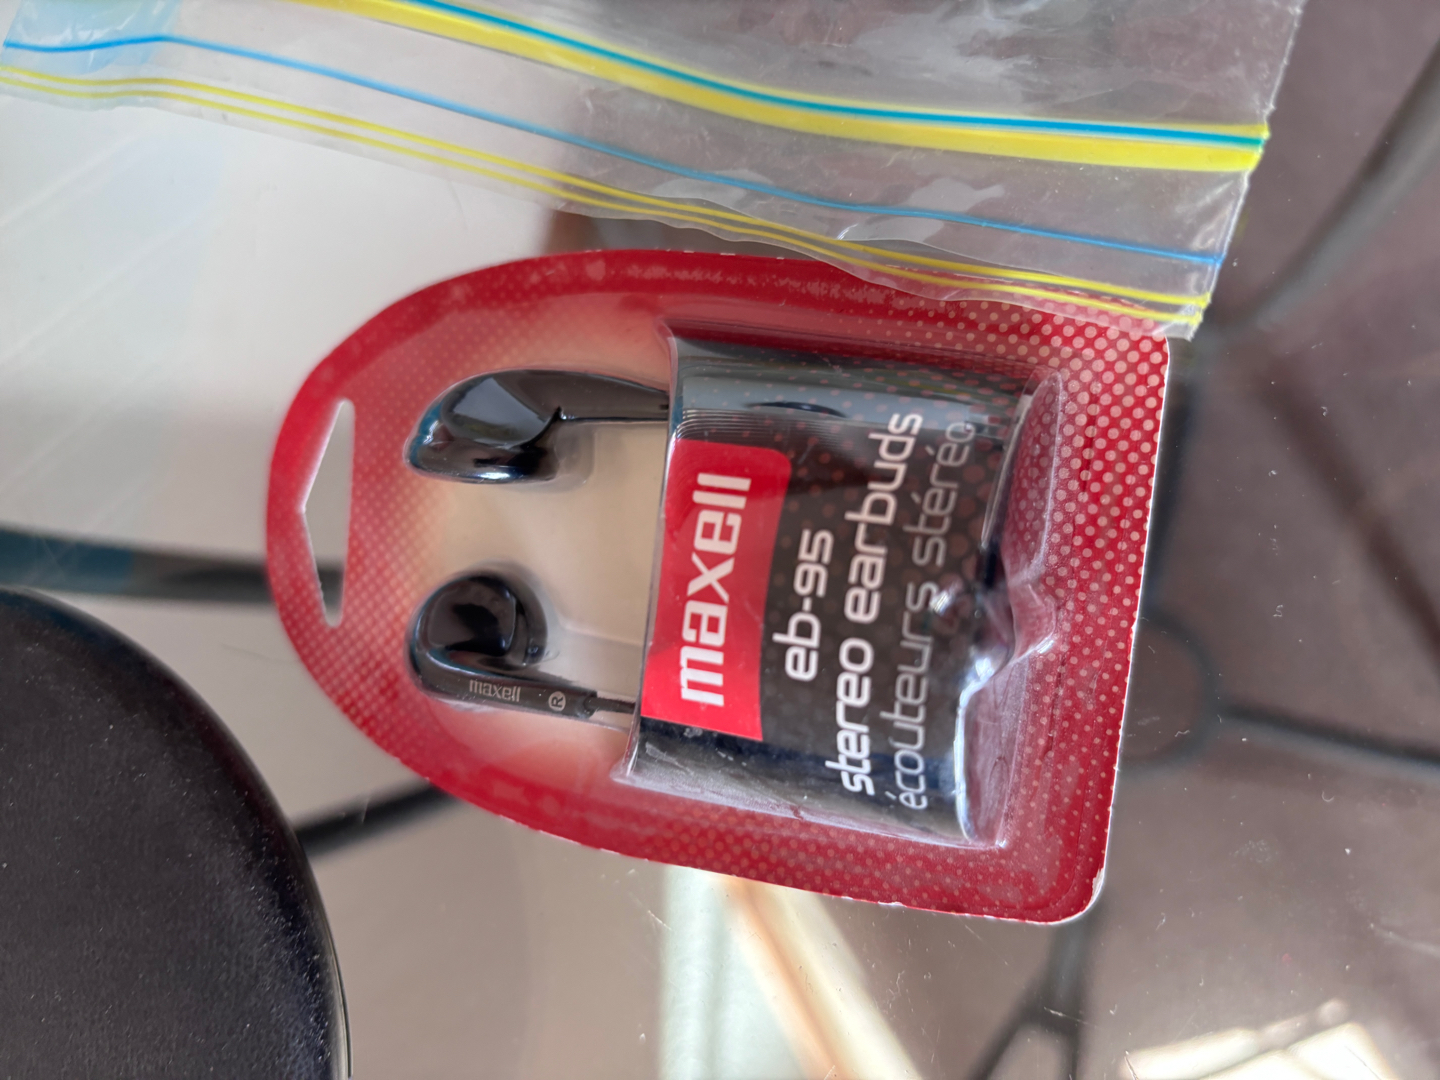 maxell
eb-95
stereo earbuds
écouteurs stéréo
maxell
R